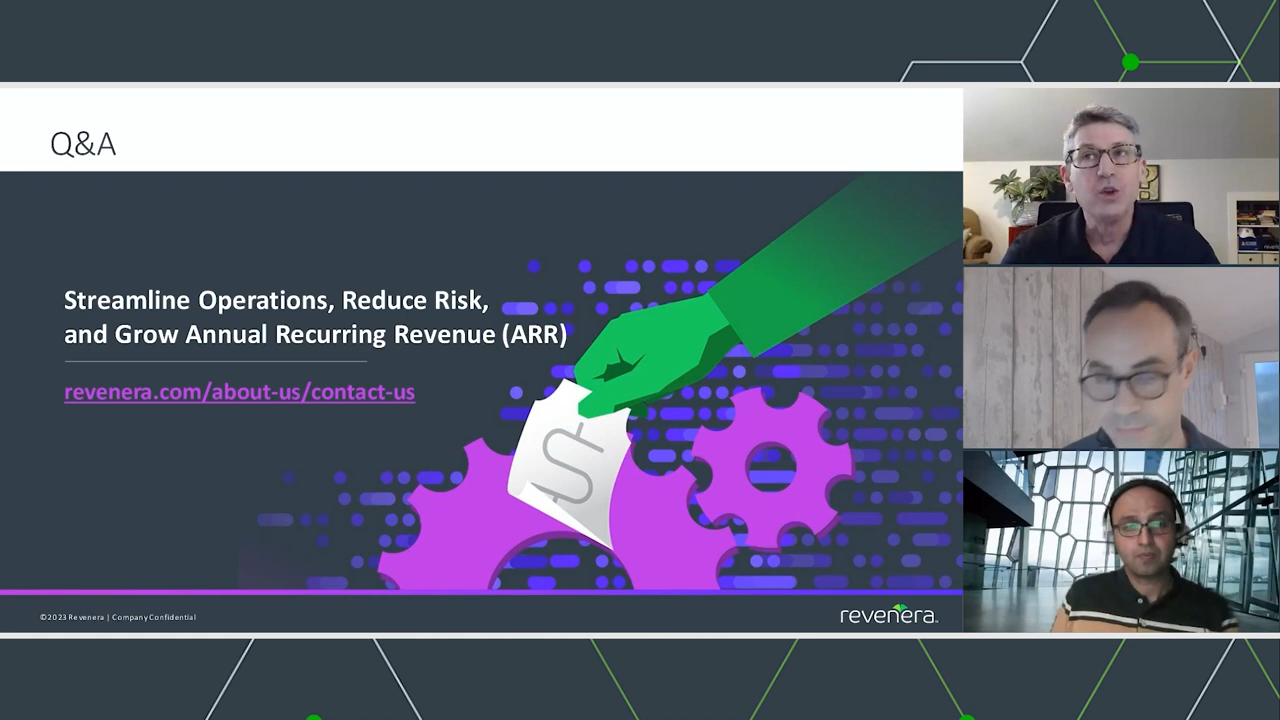 Q&A
Streamline Operations, Reduce Risk,
and Grow Annual Recurring Revenue (ARR)
revenera.com/about-us/contact-us
©2023 Revenera | Company Confidential
revenera.